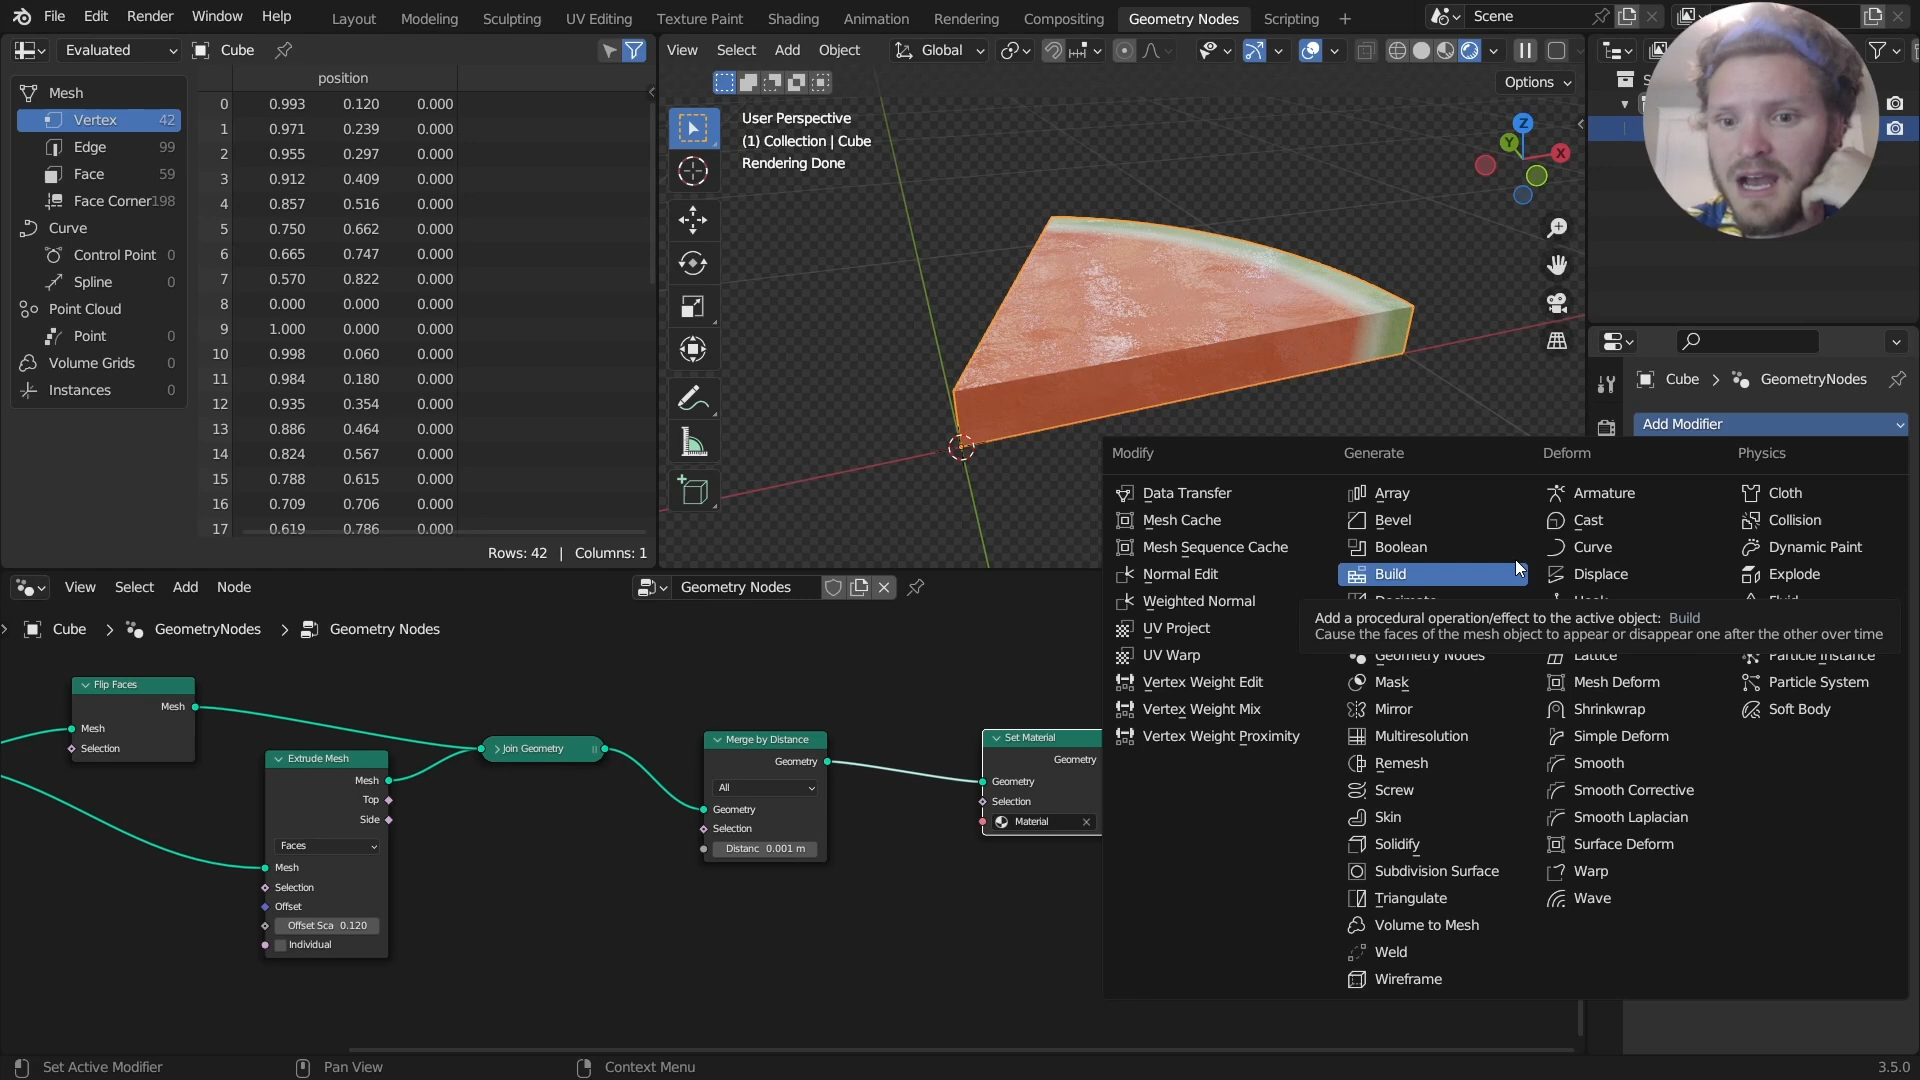 File Edit Render Window Help
Layout Modeling Sculpting UV Editing Texture Paint Shading Animation Rendering Compositing Geometry Nodes Scripting +
Scene
Evaluated
Cube
View Select Add Object
Global
Options
position
Mesh
Vertex 42
Edge 99
Face 59
Face Corner 198
Curve
Control Point 0
Spline 0
Point Cloud
Point 0
Volume Grids 0
Instances 0
0 0.993 0.120 0.000
1 0.971 0.239 0.000
2 0.955 0.297 0.000
3 0.912 0.409 0.000
4 0.857 0.516 0.000
5 0.750 0.662 0.000
6 0.665 0.747 0.000
7 0.570 0.822 0.000
8 0.000 0.000 0.000
9 1.000 0.000 0.000
10 0.998 0.060 0.000
11 0.984 0.180 0.000
12 0.935 0.354 0.000
13 0.886 0.464 0.000
14 0.824 0.567 0.000
15 0.788 0.615 0.000
16 0.709 0.706 0.000
17 0.619 0.786 0.000
Rows: 42 | Columns: 1
User Perspective
(1) Collection | Cube
Rendering Done
Z
Y
X
Cube > GeometryNodes
Add Modifier
Modify
Data Transfer
Mesh Cache
Mesh Sequence Cache
Normal Edit
Weighted Normal
UV Project
UV Warp
Vertex Weight Edit
Vertex Weight Mix
Vertex Weight Proximity
Generate
Array
Bevel
Boolean
Build
Decimate
Geometry Nodes
Mask
Mirror
Multiresolution
Remesh
Screw
Skin
Solidify
Subdivision Surface
Triangulate
Volume to Mesh
Weld
Wireframe
Deform
Armature
Cast
Curve
Displace
Hook
Lattice
Mesh Deform
Shrinkwrap
Simple Deform
Smooth
Smooth Corrective
Smooth Laplacian
Surface Deform
Warp
Wave
Physics
Cloth
Collision
Dynamic Paint
Explode
Fluid
Particle Instance
Particle System
Soft Body
Add a procedural operation/effect to the active object: Build
Cause the faces of the mesh object to appear or disappear one after the other over time
View Select Add Node
Geometry Nodes
Cube > GeometryNodes > Geometry Nodes
Flip Faces
Mesh
Mesh
Selection
Extrude Mesh
Mesh
Top
Side
Faces
Mesh
Selection
Offset
Offset Sca 0.120
Individual
Join Geometry
Merge by Distance
Geometry
All
Geometry
Selection
Distanc 0.001 m
Set Material
Geometry
Geometry
Selection
Material
Set Active Modifier
Pan View
Context Menu
3.5.0